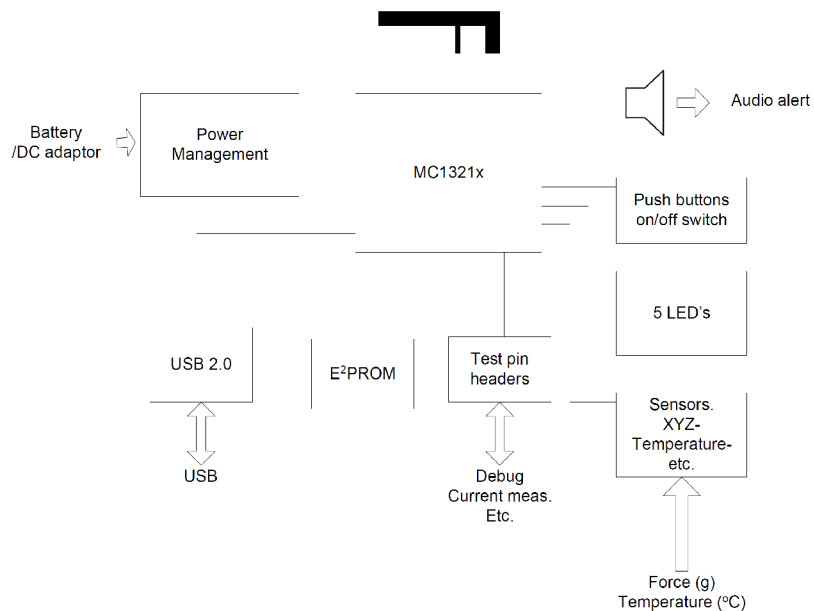 Audio alert
Battery
/DC adaptor
Power
Management
MC1321x
Push buttons
on/off switch
5 LED's
USB 2.0
E²PROM
Test pin
headers
Sensors.
XYZ-
Temperature-
etc.
USB
Debug
Current meas.
Etc.
Force (g)
Temperature (°C)